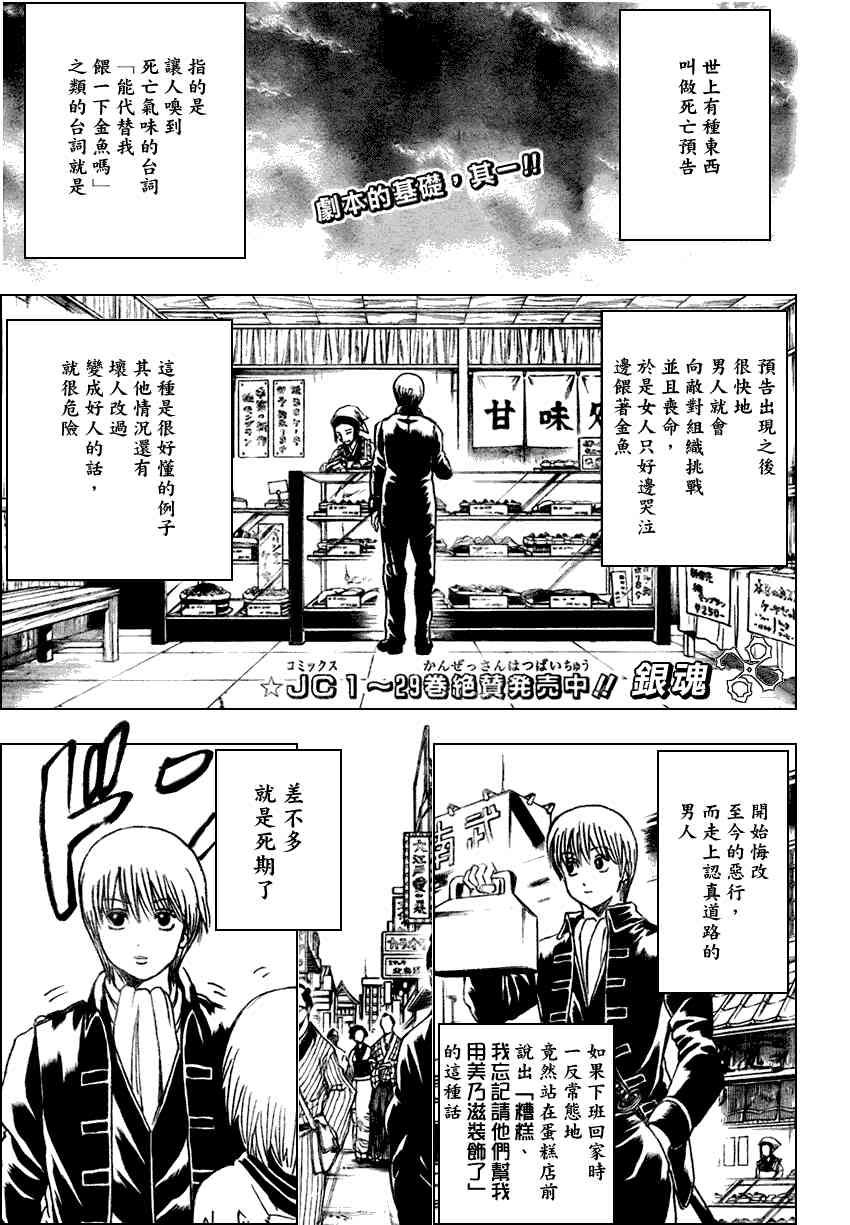 世上有種東西
叫做死亡預告
劇本的基礎，其一!!
指的是
讓人嗅到
死亡氣味的台詞
「能代替我
餵一下金魚嗎」
之類的台詞就是
預告出現之後
很快地
男人就會
向敵對組織挑戰
並且喪命，
於是女人只好邊哭泣
邊餵著金魚
甘味処
這種是很好懂的例子
其他情況還有
壞人改過
變成好人的話，
就很危險
コミックス
かんぜっさんはつばいちゅう
☆JC1～29巻絶賛発売中!!
銀魂
開始悔改
至今的惡行，
而走上認真道路的
男人
如果下班回家時
一反常態地
竟然站在蛋糕店前
說出「糟糕、
我忘記請他們幫我
用美乃滋裝飾了」
的這種話
差不多
就是死期了
ドン